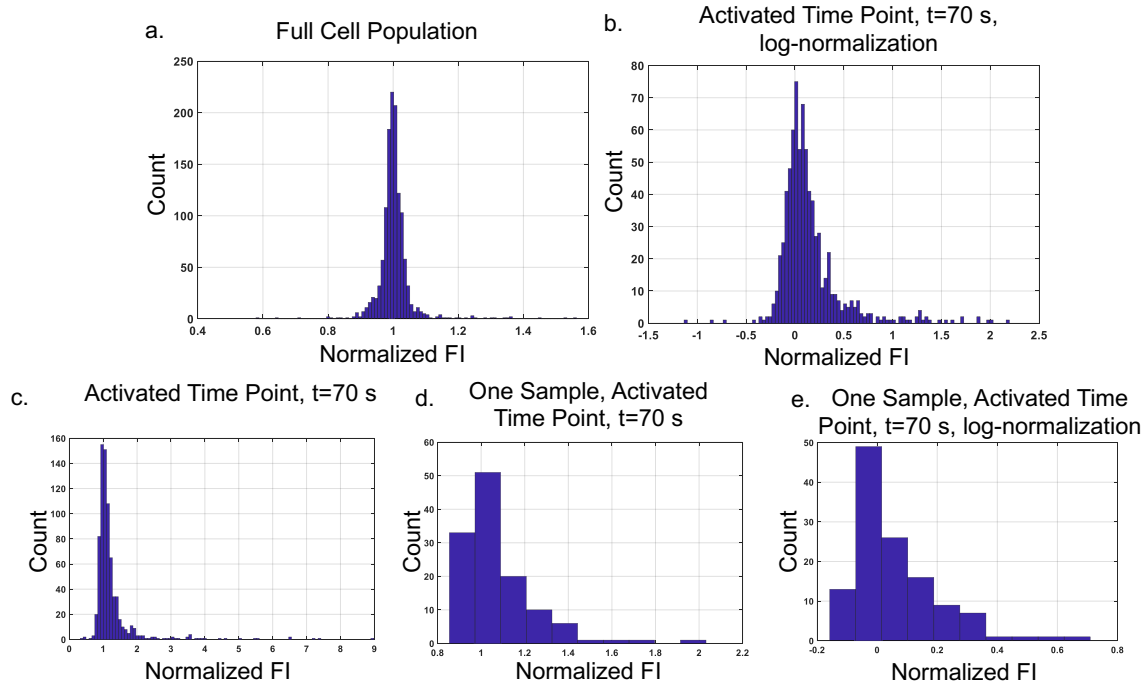 a.
Full Cell Population
250
200
150
100
50
0
Count
0.4 0.6 0.8 1 1.2 1.4 1.6
Normalized FI
b.
Activated Time Point, t=70 s,
log-normalization
80
70
60
50
40
30
20
10
0
Count
-1.5 -1 -0.5 0 0.5 1 1.5 2 2.5
Normalized FI
c.
Activated Time Point, t=70 s
160
140
120
100
80
60
40
20
0
Count
0 1 2 3 4 5 6 7 8 9
Normalized FI
d.
One Sample, Activated
Time Point, t=70 s
60
50
40
30
20
10
0
Count
0.8 1 1.2 1.4 1.6 1.8 2 2.2
Normalized FI
e.
One Sample, Activated Time
Point, t=70 s, log-normalization
50
40
30
20
10
0
Count
-0.2 0 0.2 0.4 0.6 0.8
Normalized FI